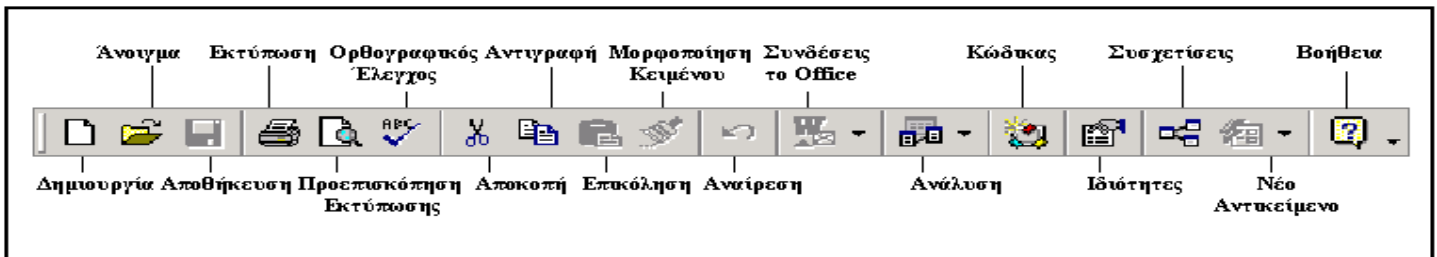 Άνοιγμα Εκτύπωση Ορθογραφικός Αντιγραφή Μορφοποίηση Συνδέσεις Κώδικας Συσχετίσεις Βοήθεια
Έλεγχος Κειμένου το Office
ABC
Δημιουργία Αποθήκευση Προεπισκόπηση Αποκοπή Επικόληση Αναίρεση Ανάλυση Ιδιότητες Νέο
Εκτύπωσης Αντικείμενο